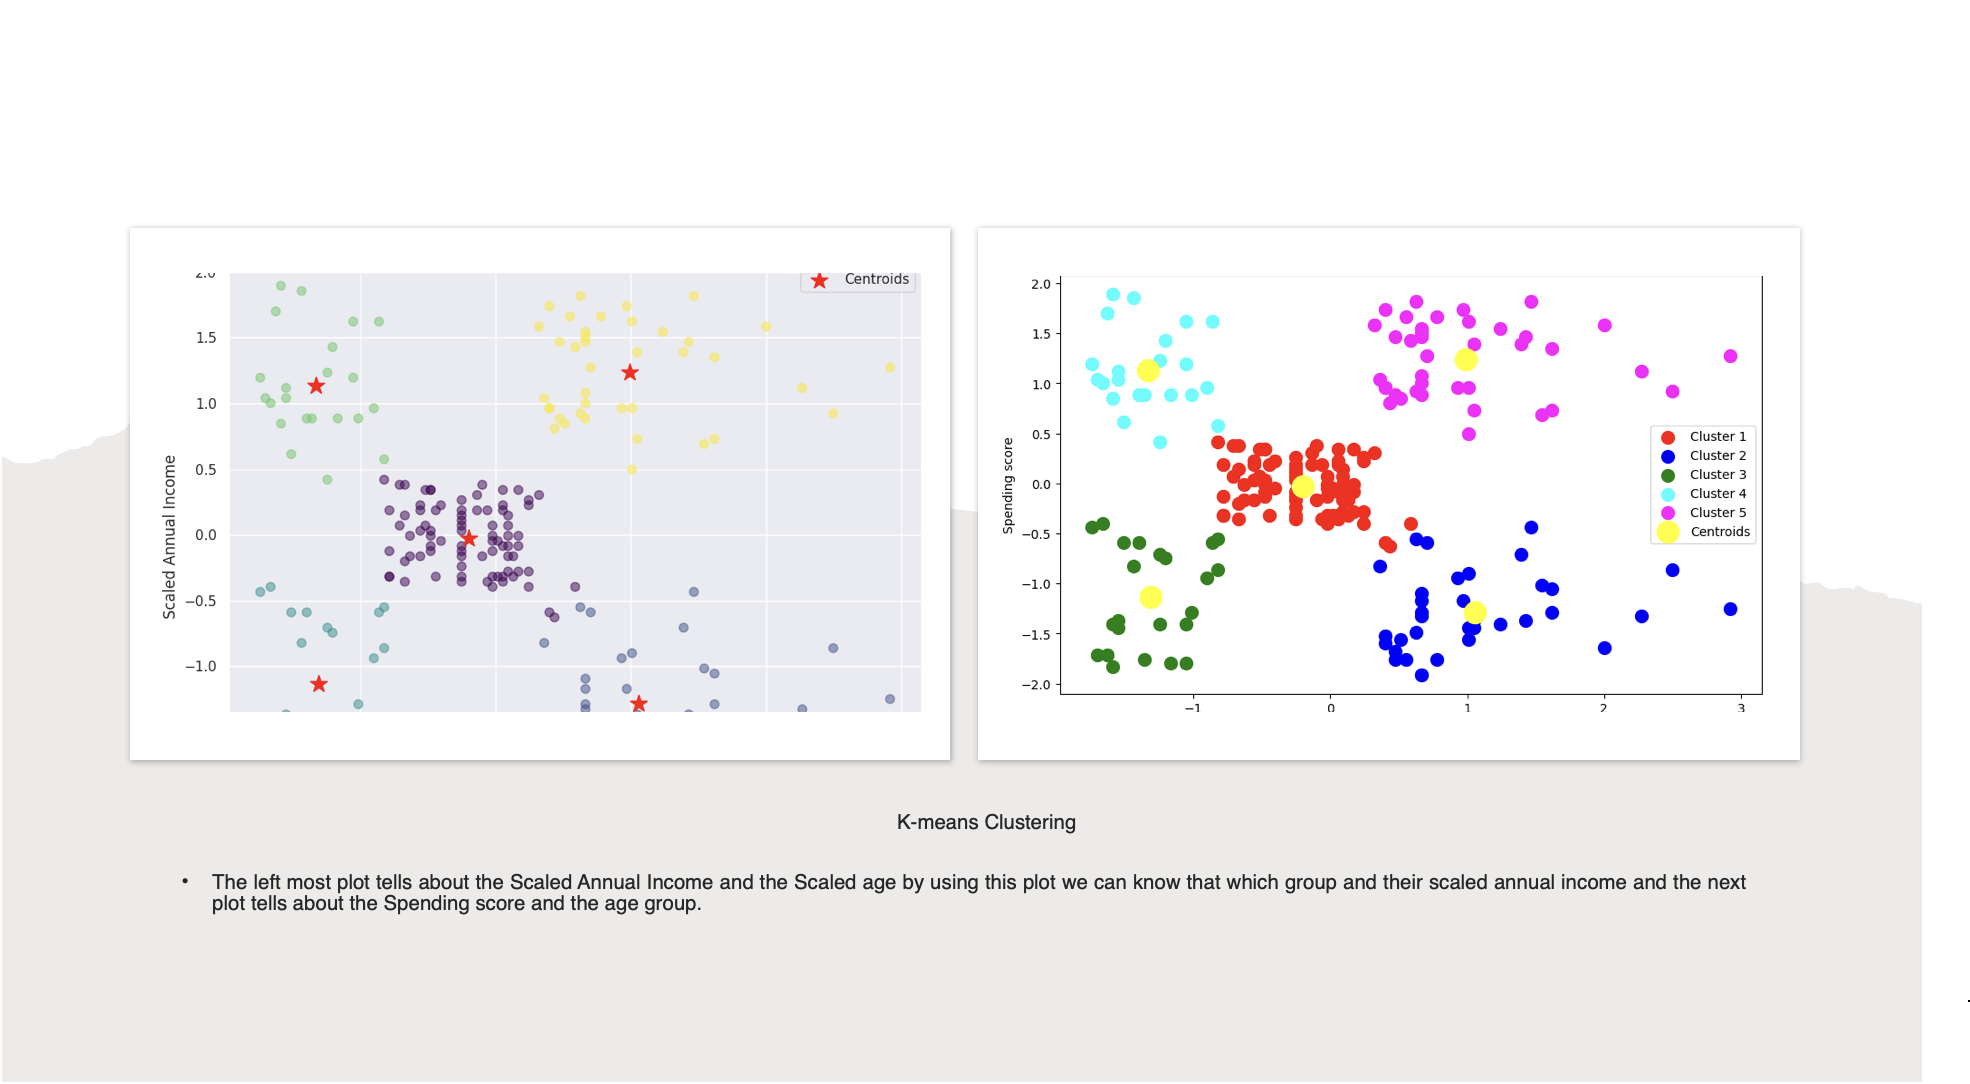 2.0
Centroids
1.5
1.0
0.5
0.0
−0.5
−1.0
Scaled Annual Income
2.0
1.5
1.0
0.5
0.0
−0.5
−1.0
−1.5
−2.0
Spending score
−1
0
1
2
3
Cluster 1
Cluster 2
Cluster 3
Cluster 4
Cluster 5
Centroids
K-means Clustering
• The left most plot tells about the Scaled Annual Income and the Scaled age by using this plot we can know that which group and their scaled annual income and the next
plot tells about the Spending score and the age group.
.